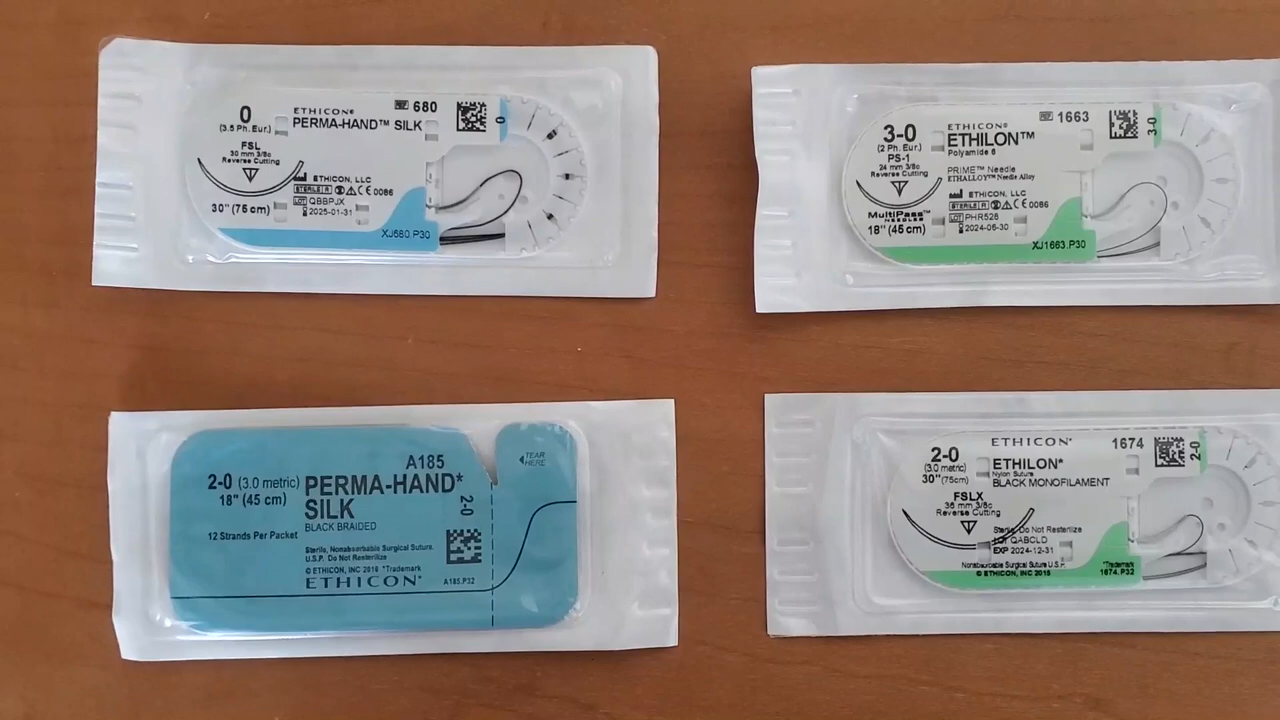 0
(3.5 Ph. Eur.)
FSL
30 mm 3/8c
Reverse Cutting
30" (75 cm)
ETHICON®
PERMA-HAND™ SILK
REF 680
0
ETHICON, LLC
STERILE R CE 0086
LOT QBBPJX
2025-01-31
XJ680.P30
3-0
(2 Ph. Eur.)
PS-1
24 mm 3/8c
Reverse Cutting
MultiPass™
NEEDLES
18" (45 cm)
ETHICON®
ETHILON™
Polyamide 6
REF 1663
3-0
PRIME™ Needle
ETHALLOY™ Needle Alloy
ETHICON, LLC
STERILE R CE 0086
LOT PHR528
2024-06-30
XJ1663.P30
2-0 (3.0 metric)
18" (45 cm)
12 Strands Per Packet
A185
PERMA-HAND*
SILK
BLACK BRAIDED
2-0
Sterile, Nonabsorbable Surgical Suture.
U.S.P. Do Not Resterilize
© ETHICON, INC 2016 *Trademark
ETHICON*
A185.P32
TEAR
HERE
2-0
(3.0 metric)
30" (75cm)
FSLX
36 mm 3/8c
Reverse Cutting
ETHICON*
1674
ETHILON*
Nylon Suture
BLACK MONOFILAMENT
2-0
Sterile, Do Not Resterilize
LOT QABCLD
EXP 2024-12-31
Nonabsorbable Surgical Suture U.S.P.
© ETHICON, INC 2015
*Trademark
1674.P32